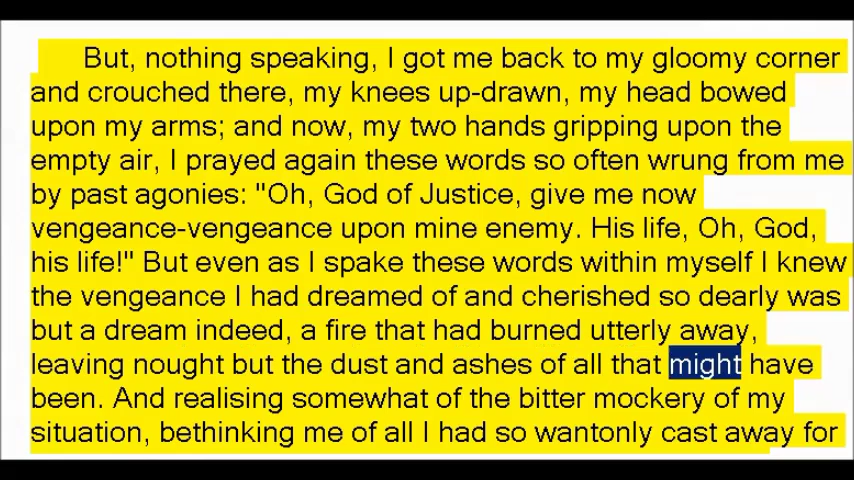 But, nothing speaking, I got me back to my gloomy corner
and crouched there, my knees up-drawn, my head bowed
upon my arms; and now, my two hands gripping upon the
empty air, I prayed again these words so often wrung from me
by past agonies: "Oh, God of Justice, give me now
vengeance-vengeance upon mine enemy. His life, Oh, God,
his life!" But even as I spake these words within myself I knew
the vengeance I had dreamed of and cherished so dearly was
but a dream indeed, a fire that had burned utterly away,
leaving nought but the dust and ashes of all that might have
been. And realising somewhat of the bitter mockery of my
situation, bethinking me of all I had so wantonly cast away for